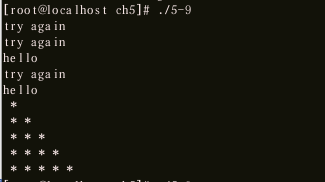 [root@localhost ch5]# ./5-9
try again
try again
hello
try again
hello
*
* *
* * *
* * * *
* * * * *